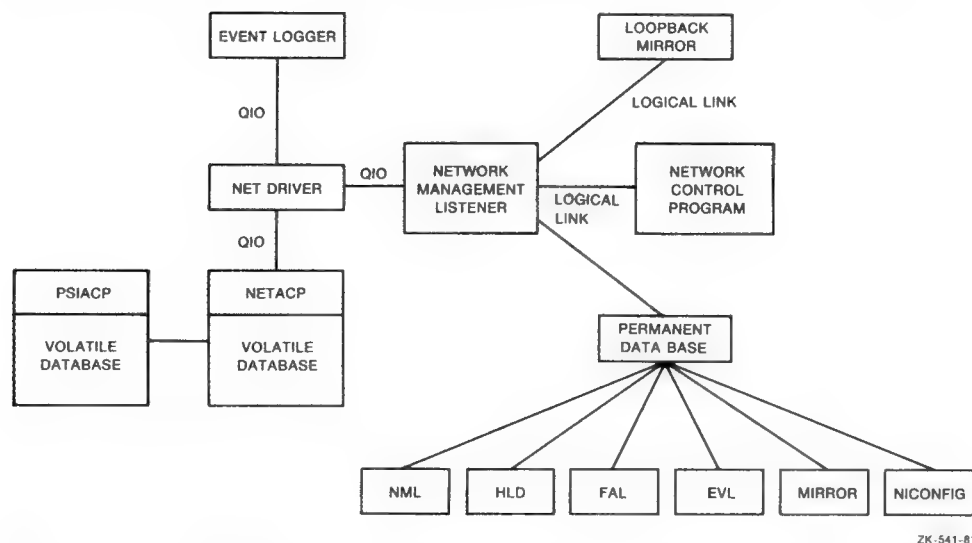 EVENT LOGGER
LOOPBACK
MIRROR
QIO
LOGICAL LINK
NET DRIVER
QIO
NETWORK
MANAGEMENT
LISTENER
LOGICAL
LINK
NETWORK
CONTROL
PROGRAM
QIO
PSIACP
VOLATILE
DATABASE
NETACP
VOLATILE
DATABASE
PERMANENT
DATA BASE
NML
HLD
FAL
EVL
MIRROR
NICONFIG